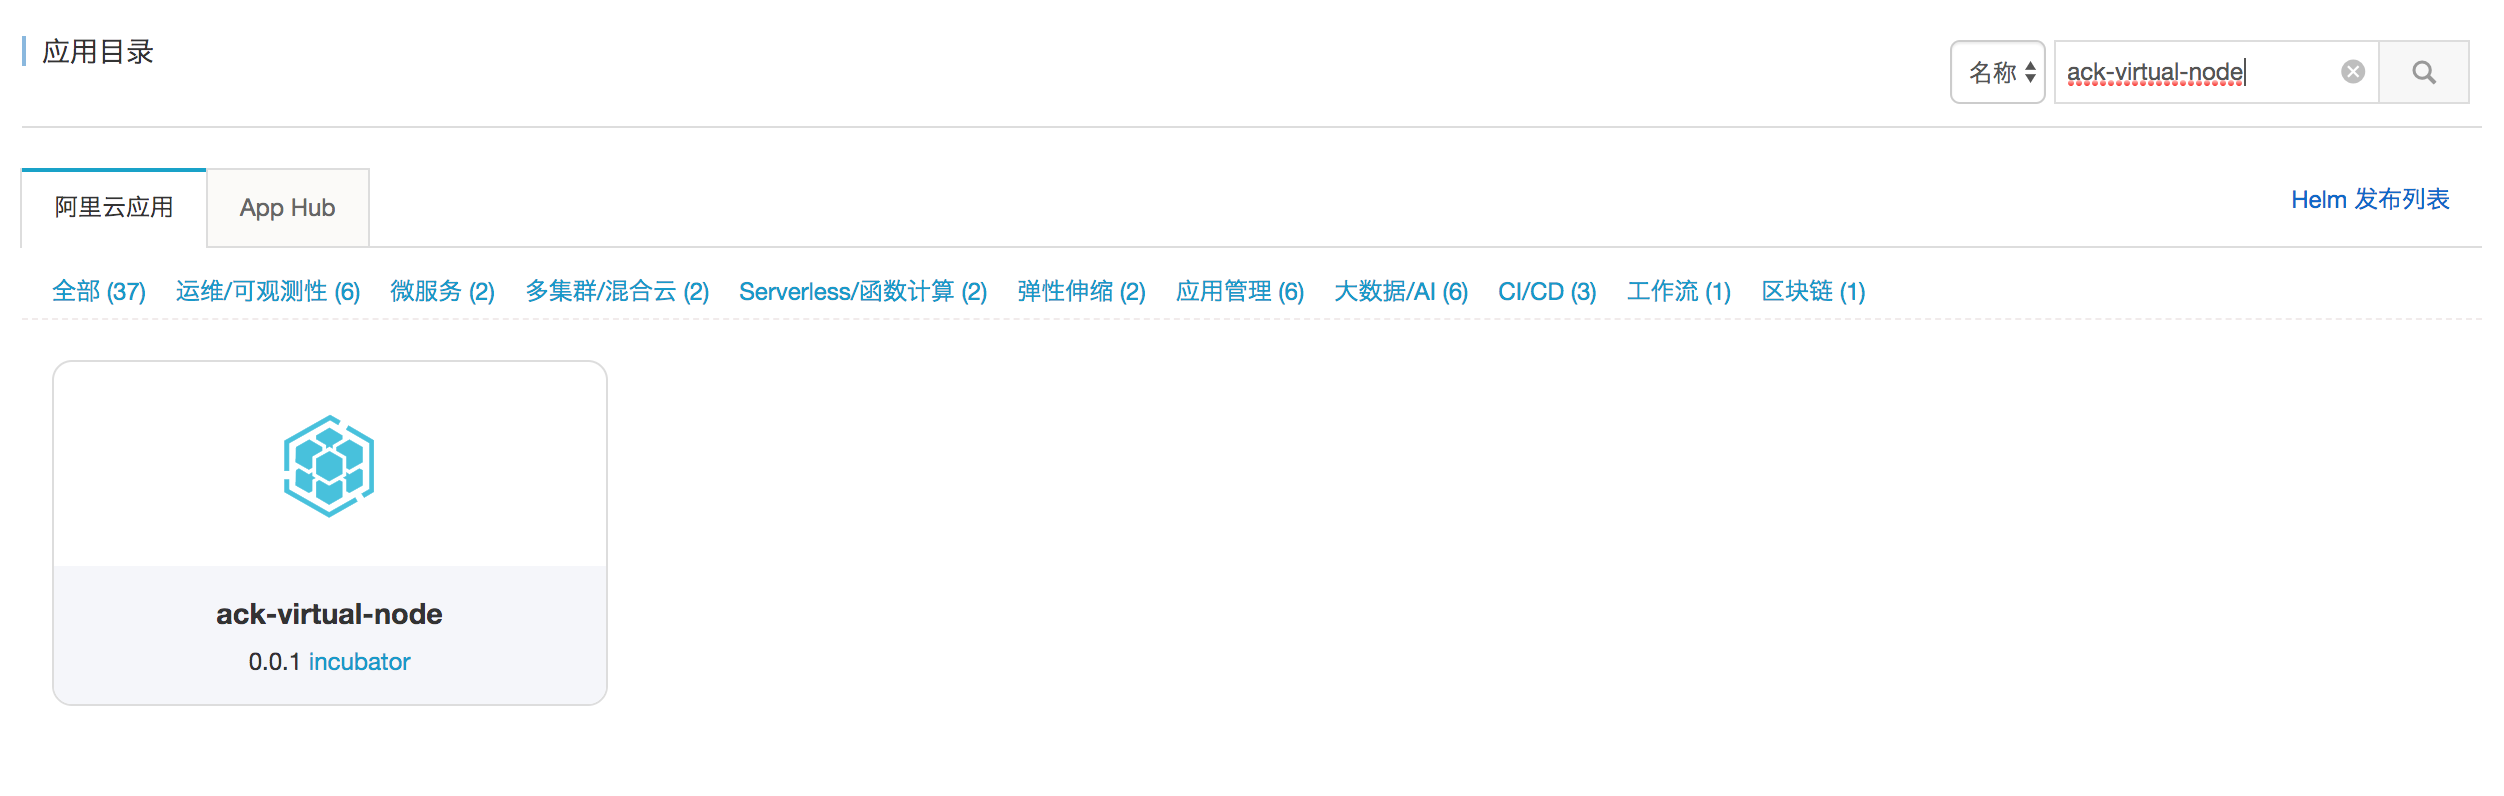 应用目录
名称 ack-virtual-node
阿里云应用 App Hub Helm 发布列表
全部 (37) 运维/可观测性 (6) 微服务 (2) 多集群/混合云 (2) Serverless/函数计算 (2) 弹性伸缩 (2) 应用管理 (6) 大数据/AI (6) CI/CD (3) 工作流 (1) 区块链 (1)
ack-virtual-node
0.0.1 incubator